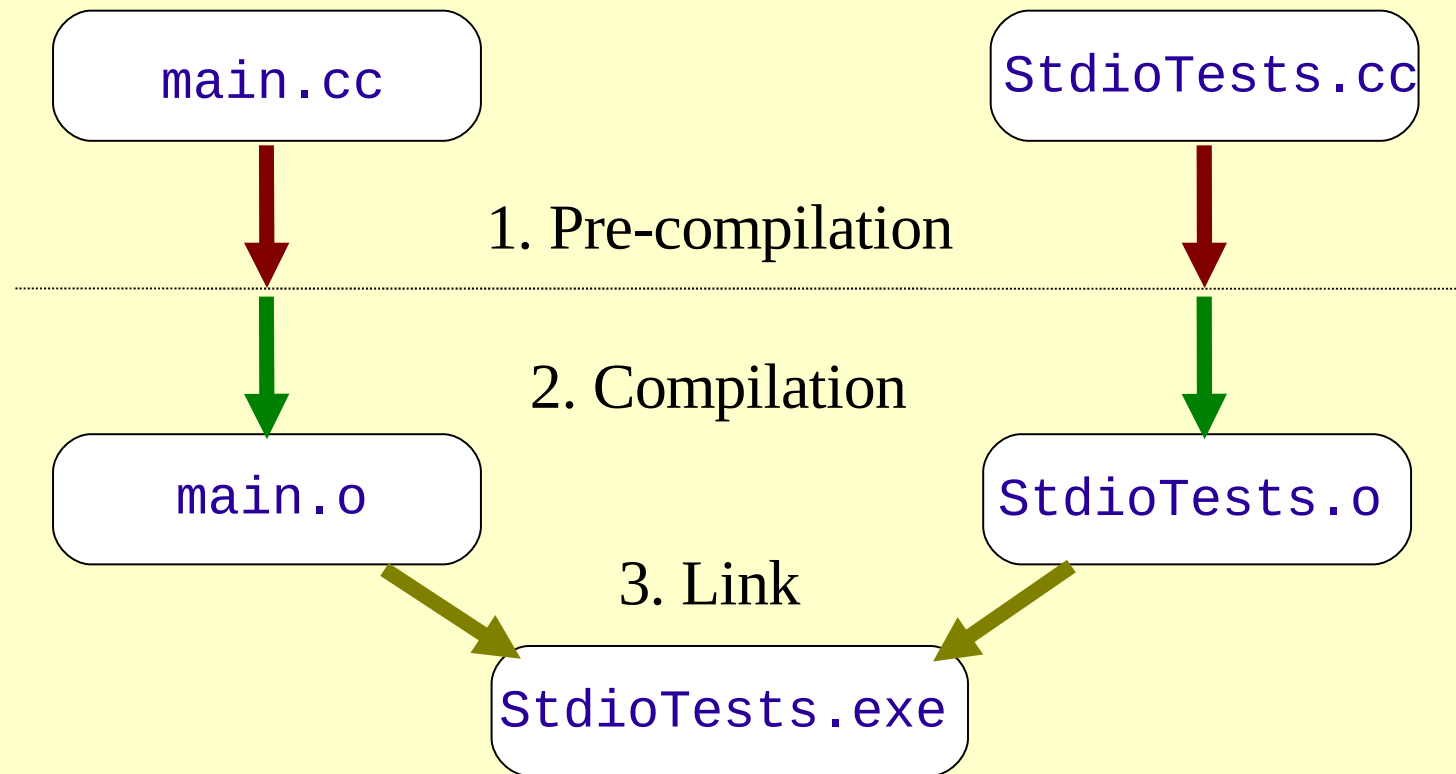 main.cc
StdioTests.cc
1. Pre-compilation
2. Compilation
main.o
StdioTests.o
3. Link
StdioTests.exe